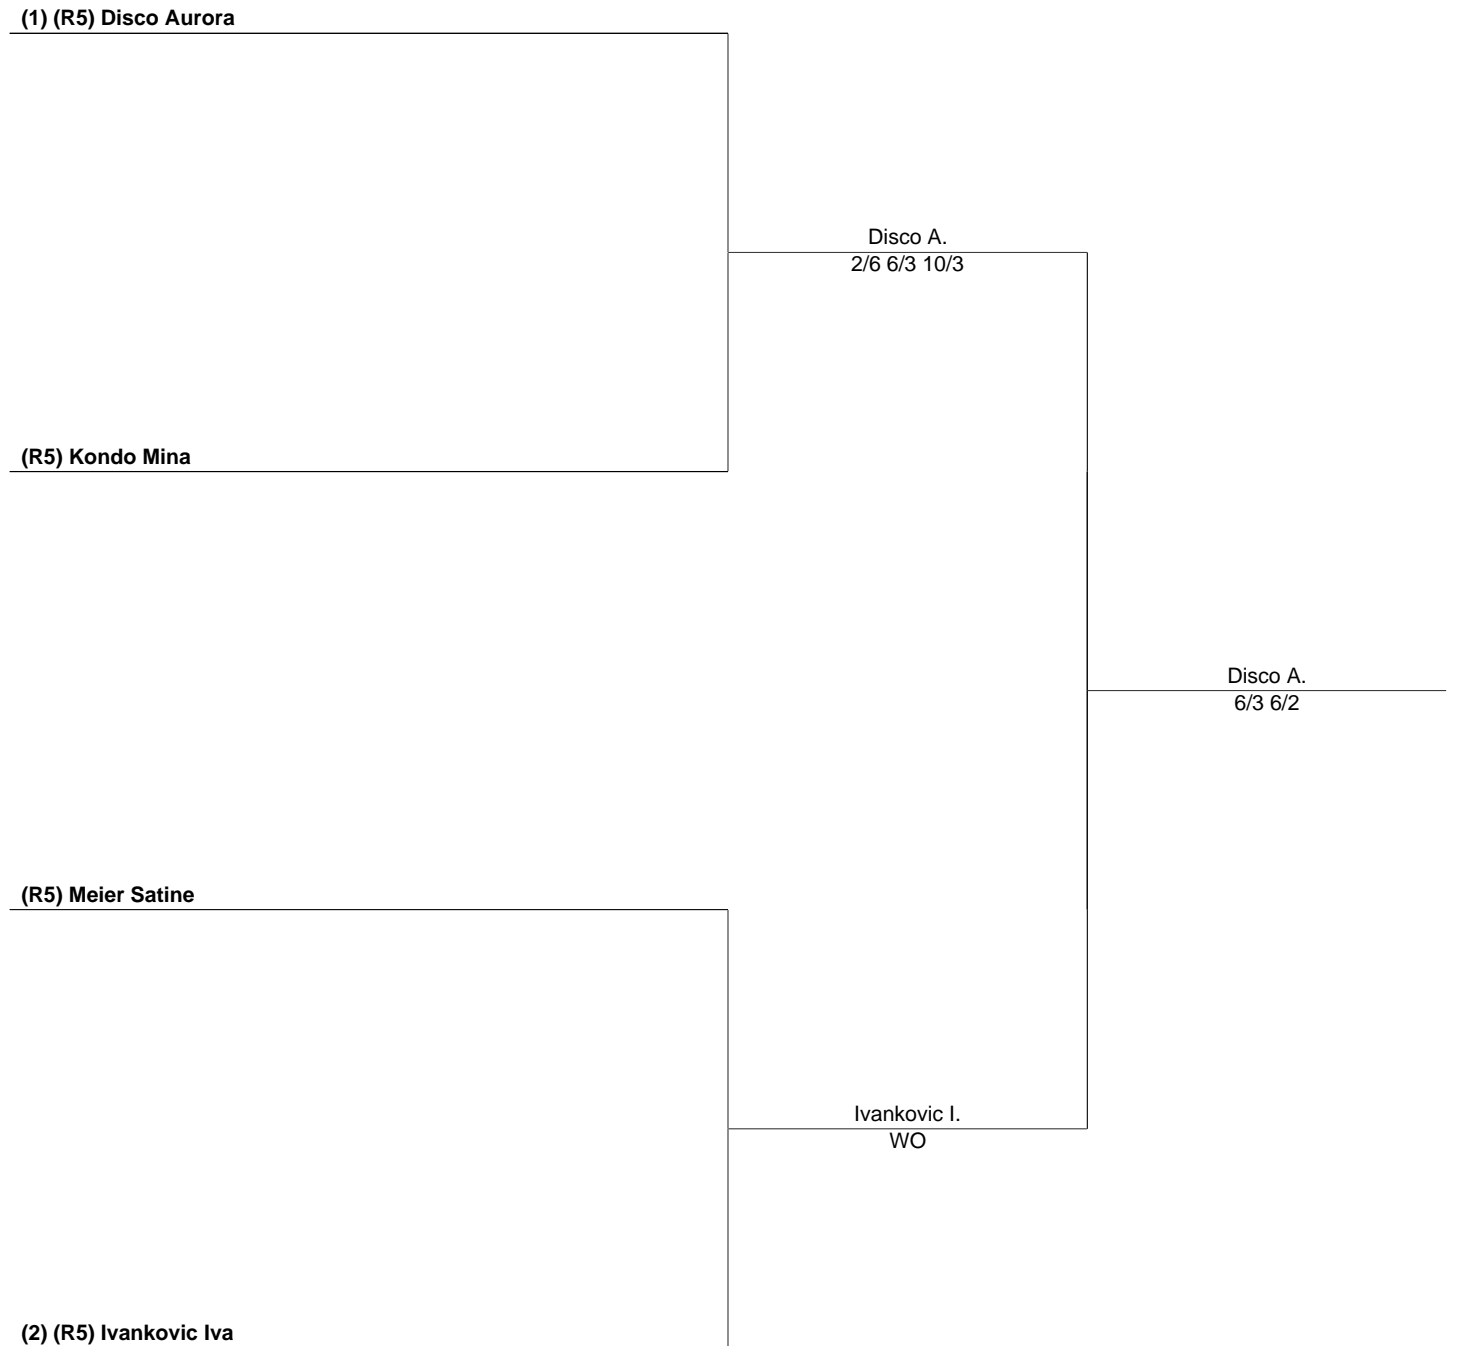 (1) (R5) Disco Aurora
Disco A.
2/6 6/3 10/3
(R5) Kondo Mina
Disco A.
6/3 6/2
(R5) Meier Satine
Ivankovic I.
WO
(2) (R5) Ivankovic Iva